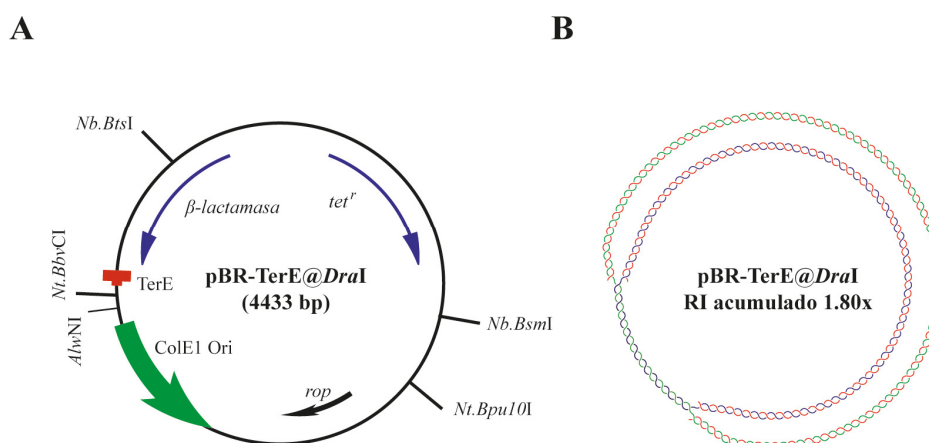 A
B
Nb.BtsI
β-lactamasa
tetʳ
Nt.BbvCI
TerE
pBR-TerE@DraI
(4433 bp)
pBR-TerE@DraI
RI acumulado 1.80x
AlwNI
ColE1 Ori
Nb.BsmI
rop
Nt.Bpu10I